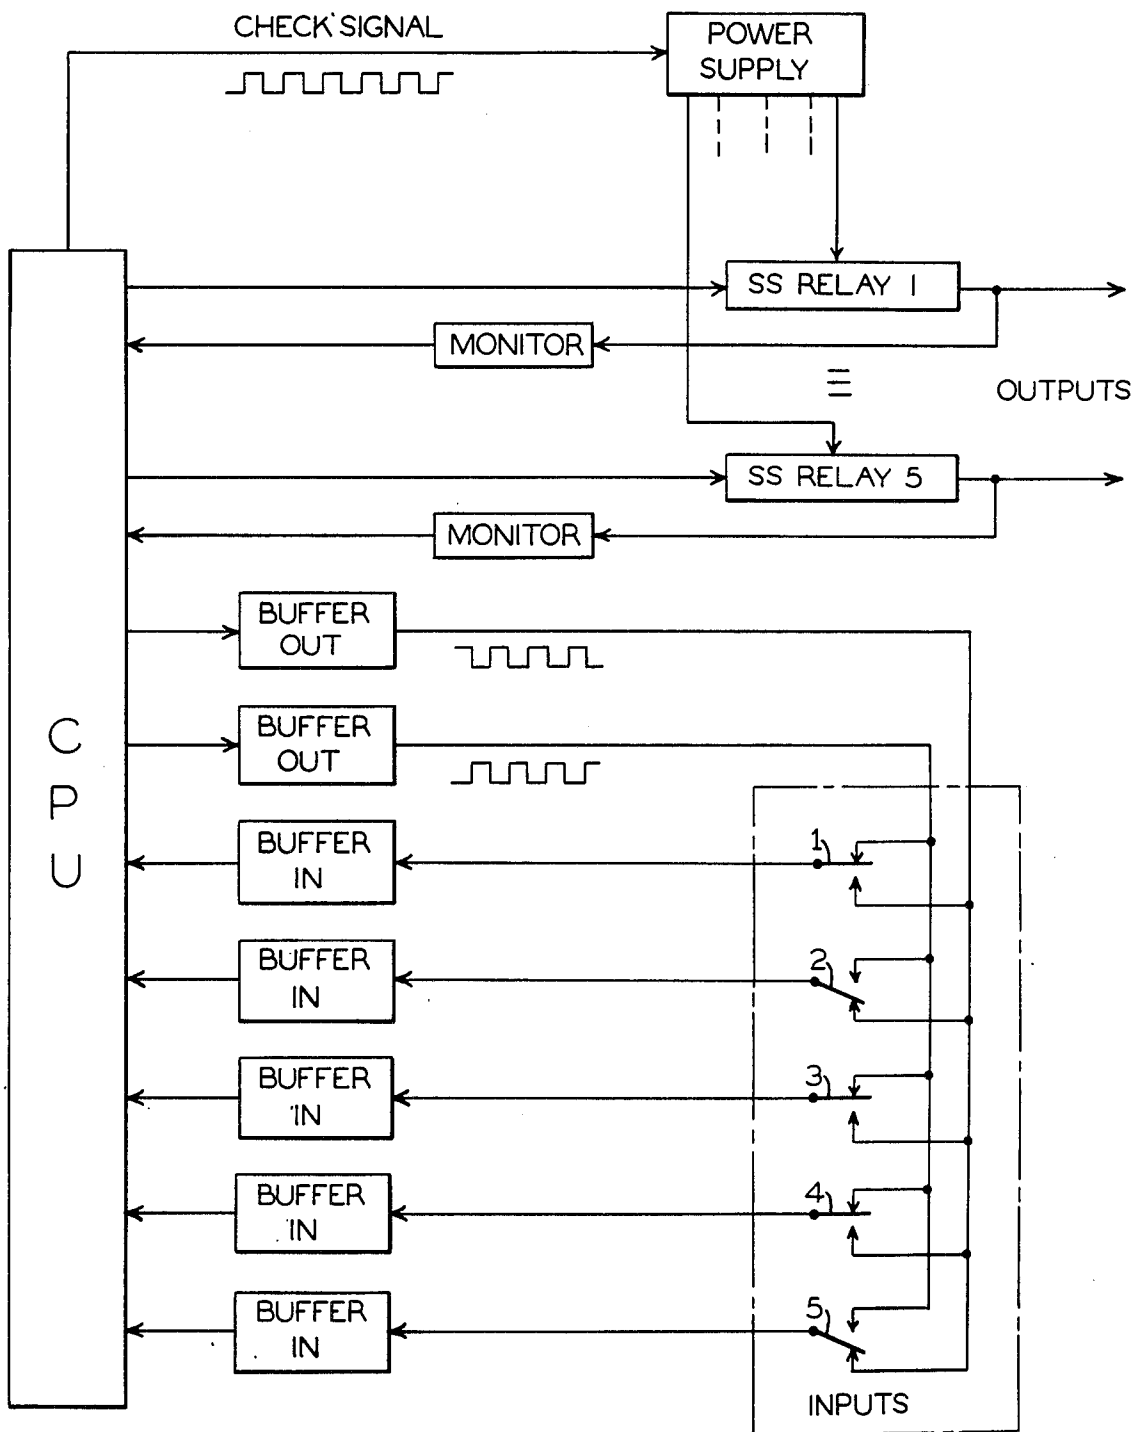 CHECK SIGNAL
POWER
SUPPLY
SS RELAY 1
MONITOR
OUTPUTS
SS RELAY 5
MONITOR
BUFFER
OUT
BUFFER
OUT
CPU
BUFFER
IN
1
BUFFER
IN
2
BUFFER
IN
3
BUFFER
IN
4
BUFFER
IN
5
INPUTS